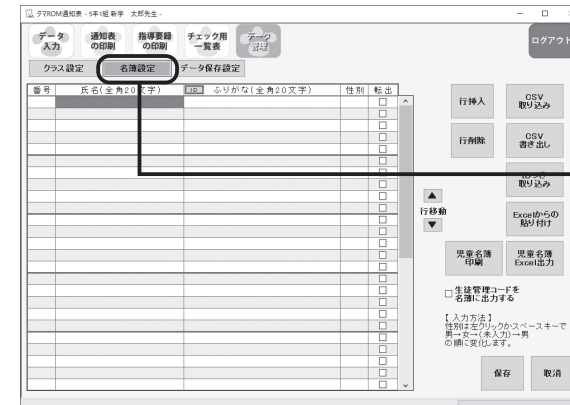 タマROM通知表 - 5年1組 新学 太郎先生 -
データ入力
通知表の印刷
指導要録の印刷
チェック用一覧表
データ管理
ログアウト
クラス設定
名簿設定
データ保存設定
番号 氏名(全角20文字) ID ふりがな(全角20文字) 性別 転出
行挿入
CSV
取り込み
行削除
CSV
書き出し
取り込み
▲
行移動
▼
Excelからの
貼り付け
児童名簿
印刷
児童名簿
Excel出力
生徒管理コードを
名簿に出力する
【入力方法】
性別は左クリックかスペースキーで
男→女→(未入力)→男
の順に変化します。
保存
取消